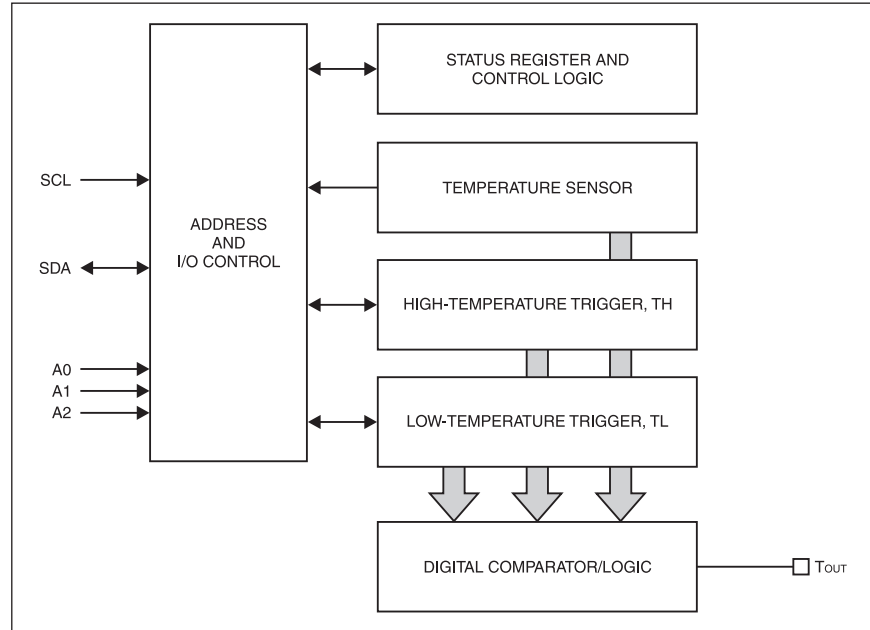 STATUS REGISTER AND
CONTROL LOGIC
SCL
TEMPERATURE SENSOR
ADDRESS
AND
I/O CONTROL
SDA
HIGH-TEMPERATURE TRIGGER, TH
A0
A1
A2
LOW-TEMPERATURE TRIGGER, TL
DIGITAL COMPARATOR/LOGIC
TOUT